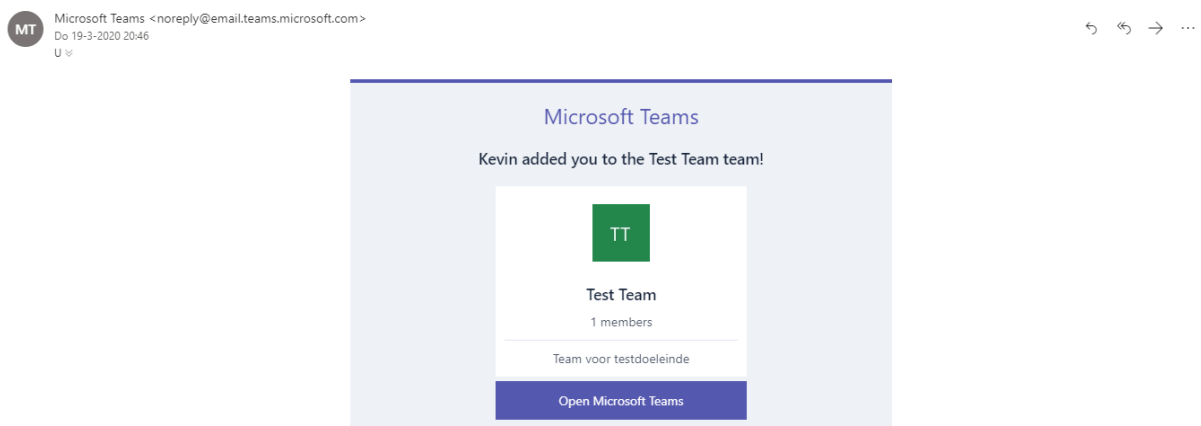 MT
Microsoft Teams <noreply@email.teams.microsoft.com>
Do 19-3-2020 20:46
U
Microsoft Teams
Kevin added you to the Test Team team!
TT
Test Team
1 members
Team voor testdoeleinde
Open Microsoft Teams